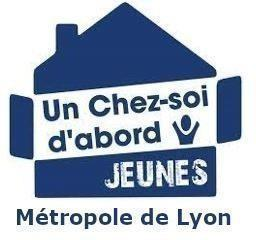 Un Chez-soi
d'abord
JEUNES
Métropole de Lyon